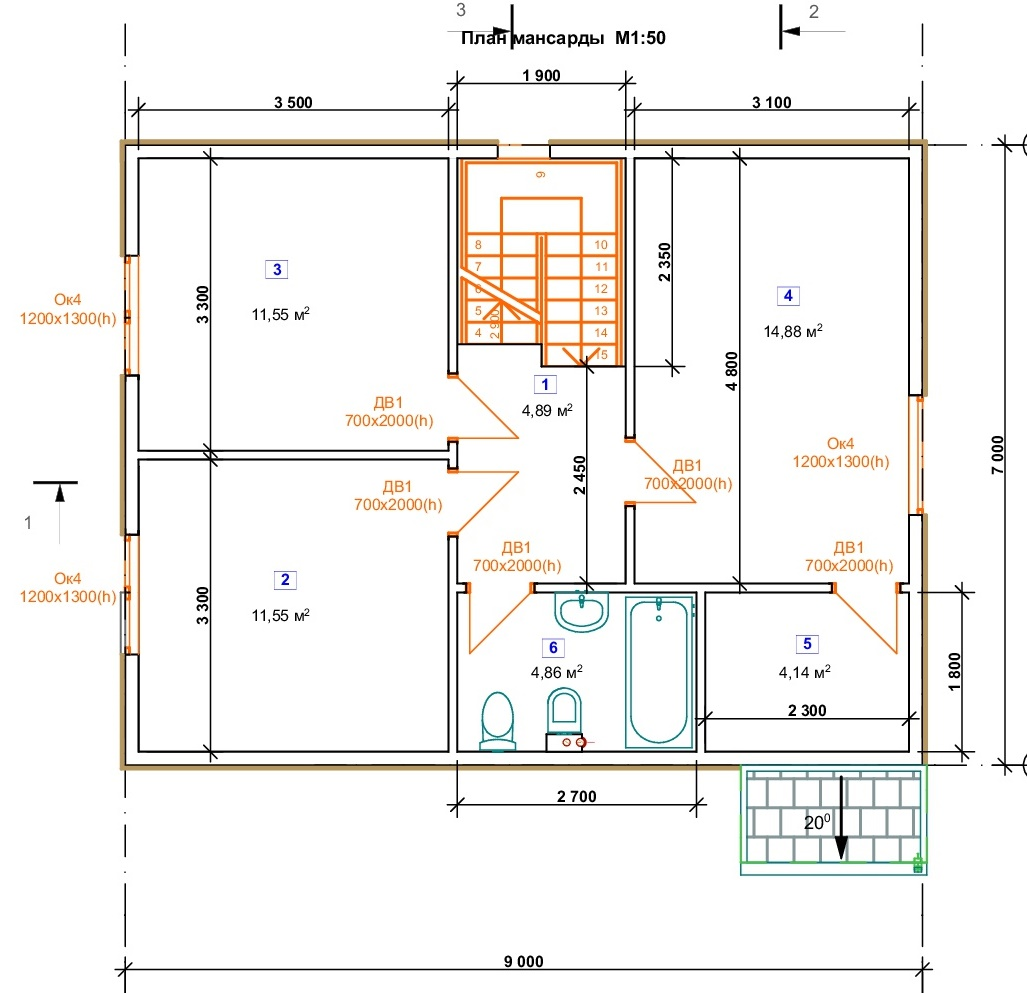 3
2
План мансарды М1:50
1 900
3 500
3 100
9
8
10
7
11
2 350
3
6
12
4
Ок4
1200х1300(h)
3 300
11,55 м²
5
13
14,88 м²
2 900
4
14
15
4 800
1
4,89 м²
ДВ1
700х2000(h)
Ок4
1200х1300(h)
7 000
ДВ1
700х2000(h)
2 450
ДВ1
700х2000(h)
1
ДВ1
700х2000(h)
ДВ1
700х2000(h)
Ок4
1200х1300(h)
2
3 300
11,55 м²
6
4,86 м²
5
4,14 м²
1 800
2 300
2 700
20⁰
9 000